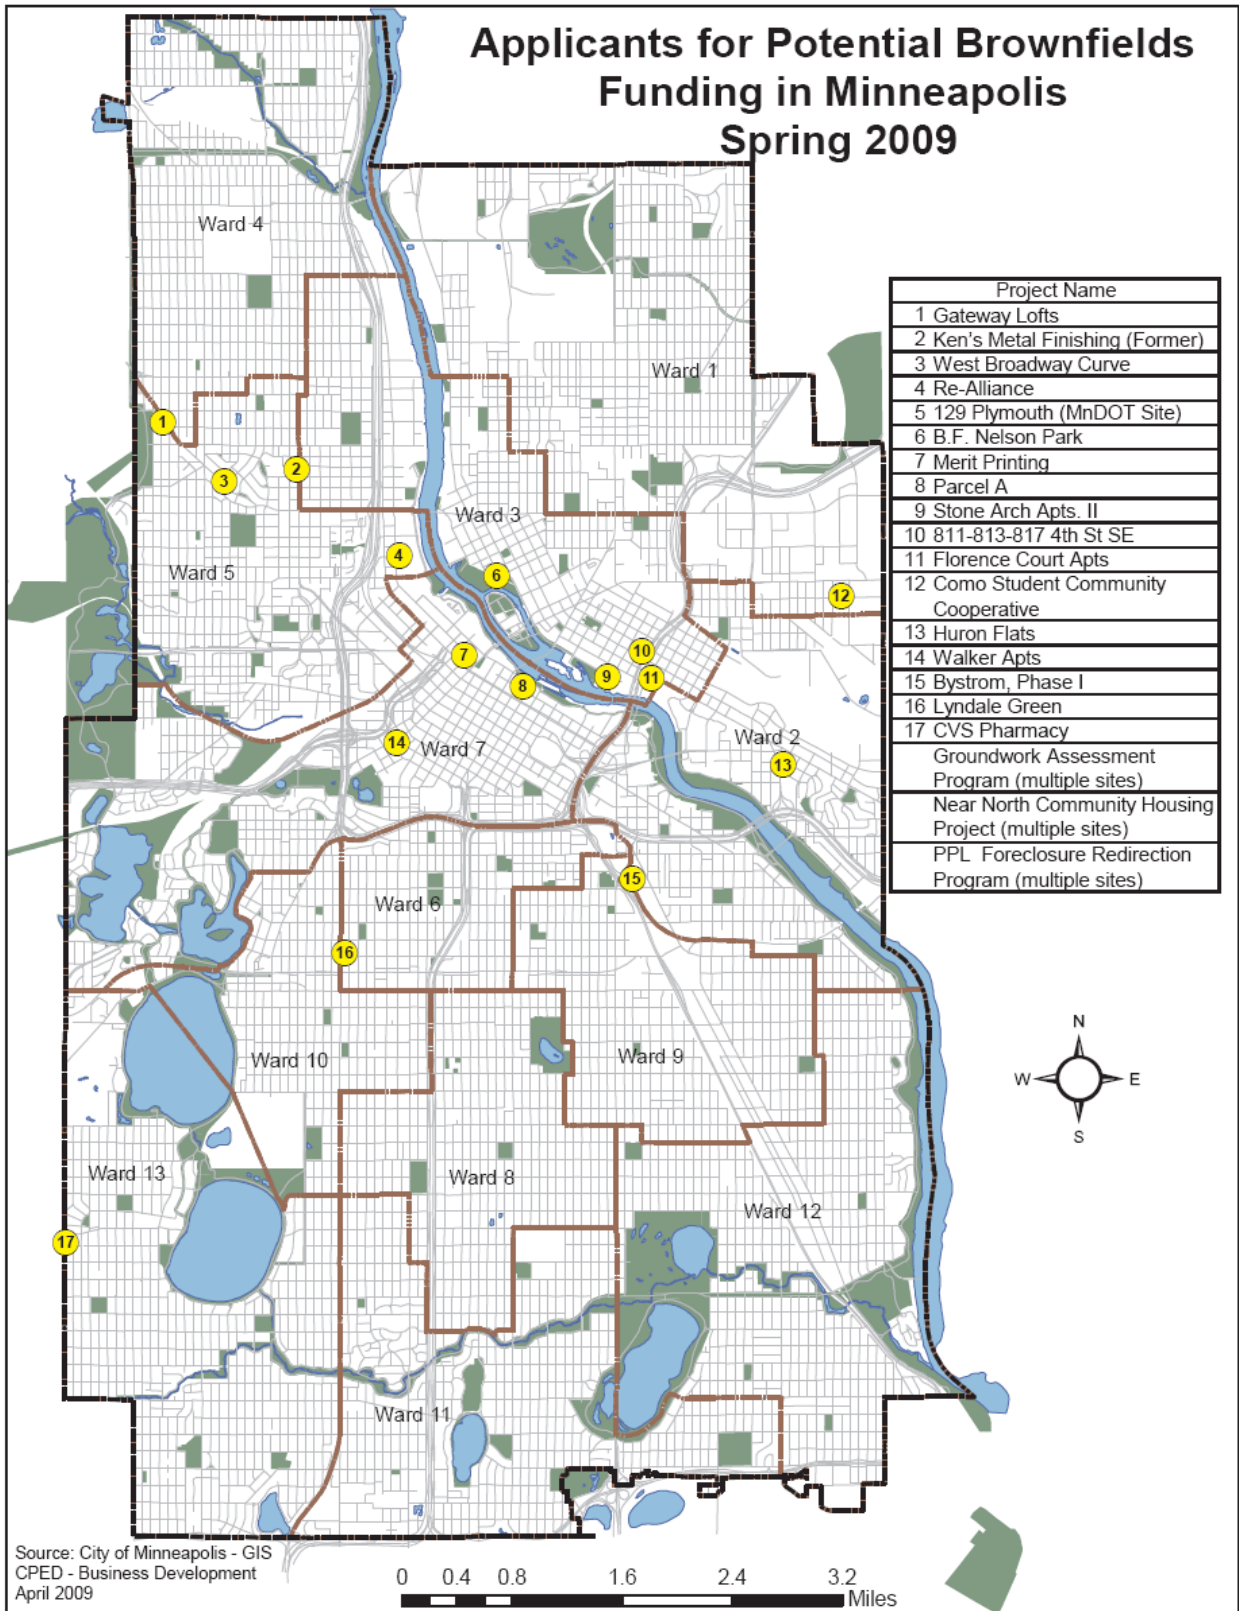 Applicants for Potential Brownfields
Funding in Minneapolis
Spring 2009
Ward 4
Ward 1
Project Name
1 Gateway Lofts
2 Ken's Metal Finishing (Former)
3 West Broadway Curve
4 Re-Alliance
5 129 Plymouth (MnDOT Site)
6 B.F. Nelson Park
7 Merit Printing
8 Parcel A
9 Stone Arch Apts. II
10 811-813-817 4th St SE
11 Florence Court Apts
12 Como Student Community
Cooperative
13 Huron Flats
14 Walker Apts
15 Bystrom, Phase I
16 Lyndale Green
17 CVS Pharmacy
Groundwork Assessment
Program (multiple sites)
Near North Community Housing
Project (multiple sites)
PPL Foreclosure Redirection
Program (multiple sites)
1
2
3
Ward 3
4
Ward 5
6
12
10
7
11
9
8
Ward 2
14
Ward 7
13
15
Ward 6
16
N
W
E
S
Ward 10
Ward 9
Ward 13
Ward 8
Ward 12
17
Ward 11
Source: City of Minneapolis - GIS
CPED - Business Development
April 2009
0 0.4 0.8 1.6 2.4 3.2
Miles